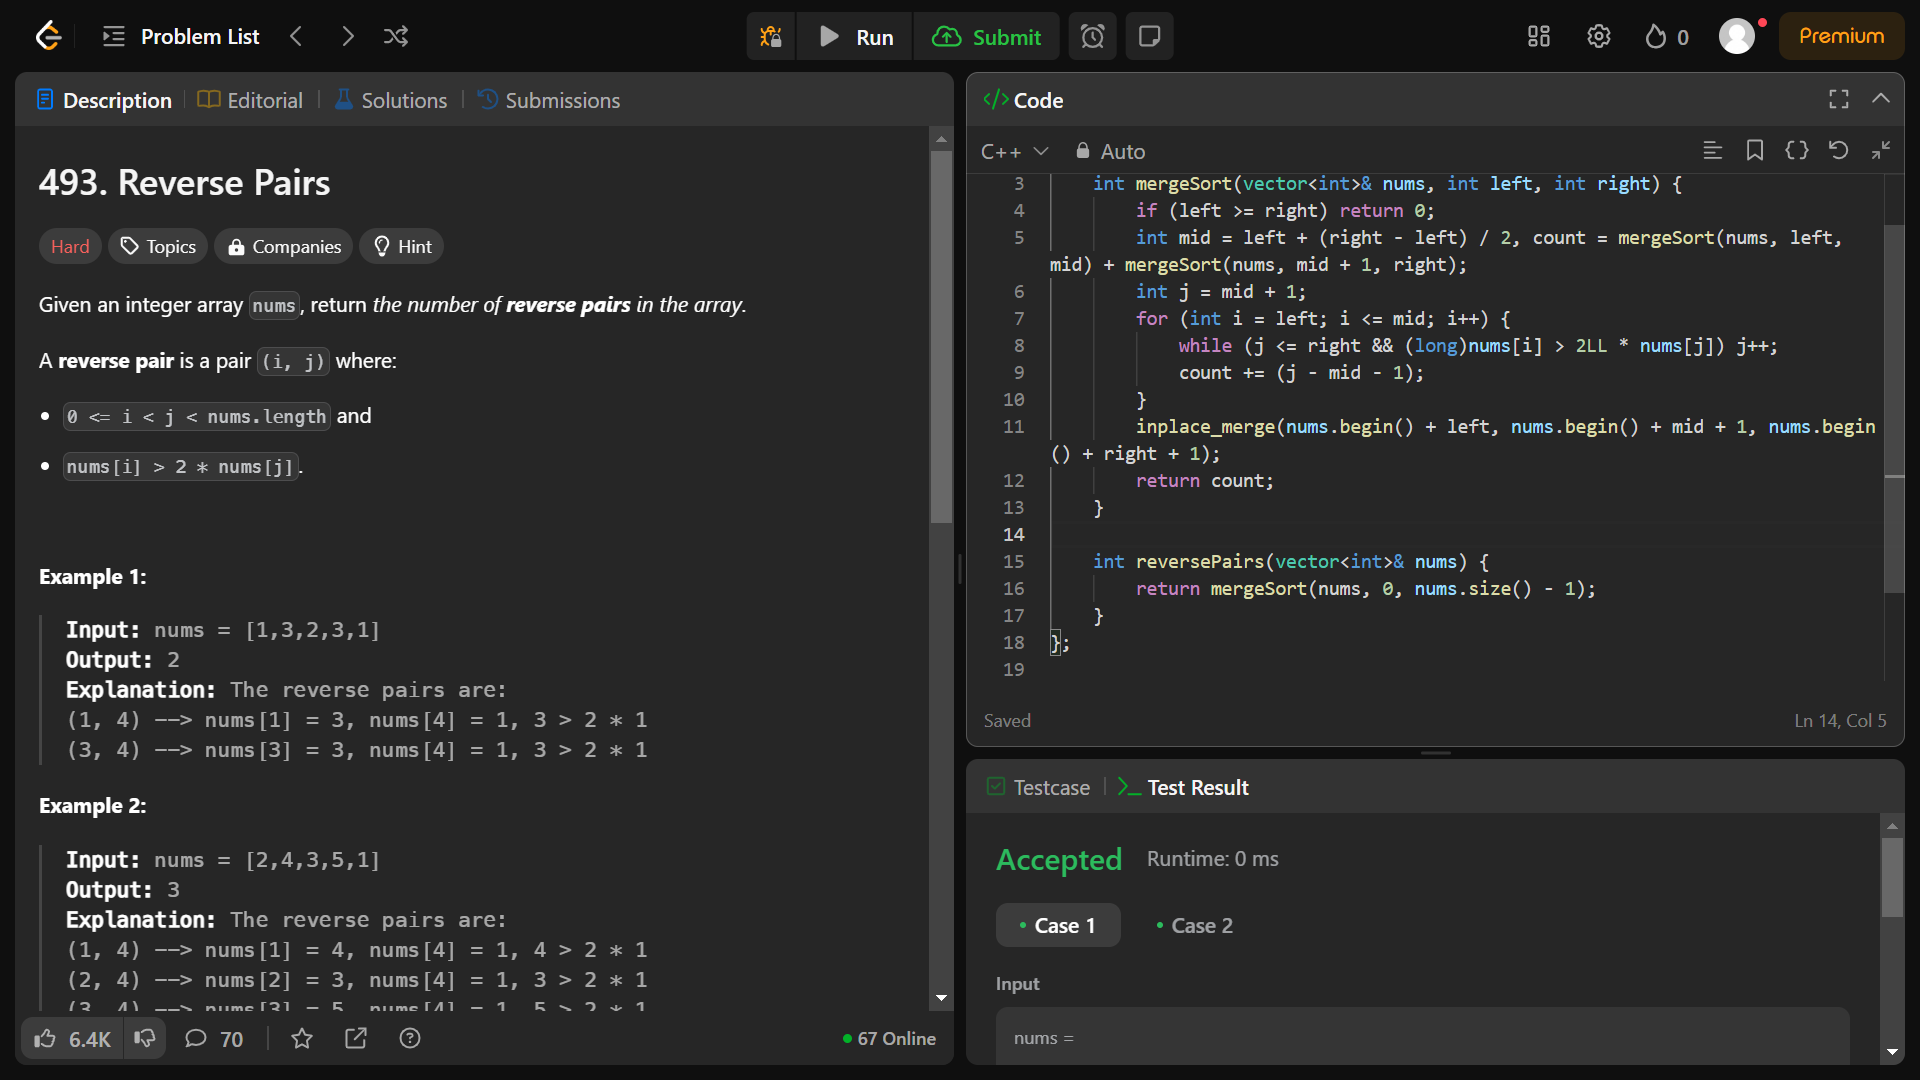 Problem List
Run
Submit
0
Premium
Description
Editorial
Solutions
Submissions
493. Reverse Pairs
Hard
Topics
Companies
Hint
Given an integer array nums, return the number of reverse pairs in the array.
A reverse pair is a pair (i, j) where:
• 0 <= i < j < nums.length and
• nums[i] > 2 * nums[j].
Example 1:
Input: nums = [1,3,2,3,1]
Output: 2
Explanation: The reverse pairs are:
(1, 4) --> nums[1] = 3, nums[4] = 1, 3 > 2 * 1
(3, 4) --> nums[3] = 3, nums[4] = 1, 3 > 2 * 1
Example 2:
Input: nums = [2,4,3,5,1]
Output: 3
Explanation: The reverse pairs are:
(1, 4) --> nums[1] = 4, nums[4] = 1, 4 > 2 * 1
(2, 4) --> nums[2] = 3, nums[4] = 1, 3 > 2 * 1
(3, 4) --> nums[3] = 5, nums[4] = 1, 5 > 2 * 1
6.4K
70
67 Online
</> Code
C++
Auto
3 int mergeSort(vector<int>& nums, int left, int right) {
4 if (left >= right) return 0;
5 int mid = left + (right - left) / 2, count = mergeSort(nums, left,
mid) + mergeSort(nums, mid + 1, right);
6 int j = mid + 1;
7 for (int i = left; i <= mid; i++) {
8 while (j <= right && (long)nums[i] > 2LL * nums[j]) j++;
9 count += (j - mid - 1);
10 }
11 inplace_merge(nums.begin() + left, nums.begin() + mid + 1, nums.begin
() + right + 1);
12 return count;
13 }
14
15 int reversePairs(vector<int>& nums) {
16 return mergeSort(nums, 0, nums.size() - 1);
17 }
18 };
19
Saved
Ln 14, Col 5
Testcase
Test Result
Accepted
Runtime: 0 ms
• Case 1
• Case 2
Input
nums =